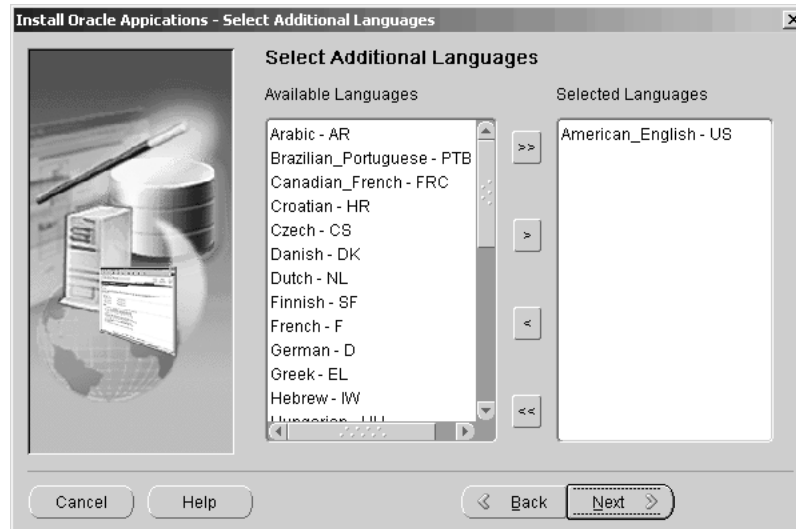 Install Oracle Appications - Select Additional Languages
Select Additional Languages
Available Languages
Selected Languages
Arabic - AR
Brazilian_Portuguese - PTB
Canadian_French - FRC
Croatian - HR
Czech - CS
Danish - DK
Dutch - NL
Finnish - SF
French - F
German - D
Greek - EL
Hebrew - IW
American_English - US
>>
>
<
<<
Cancel
Help
Back
Next